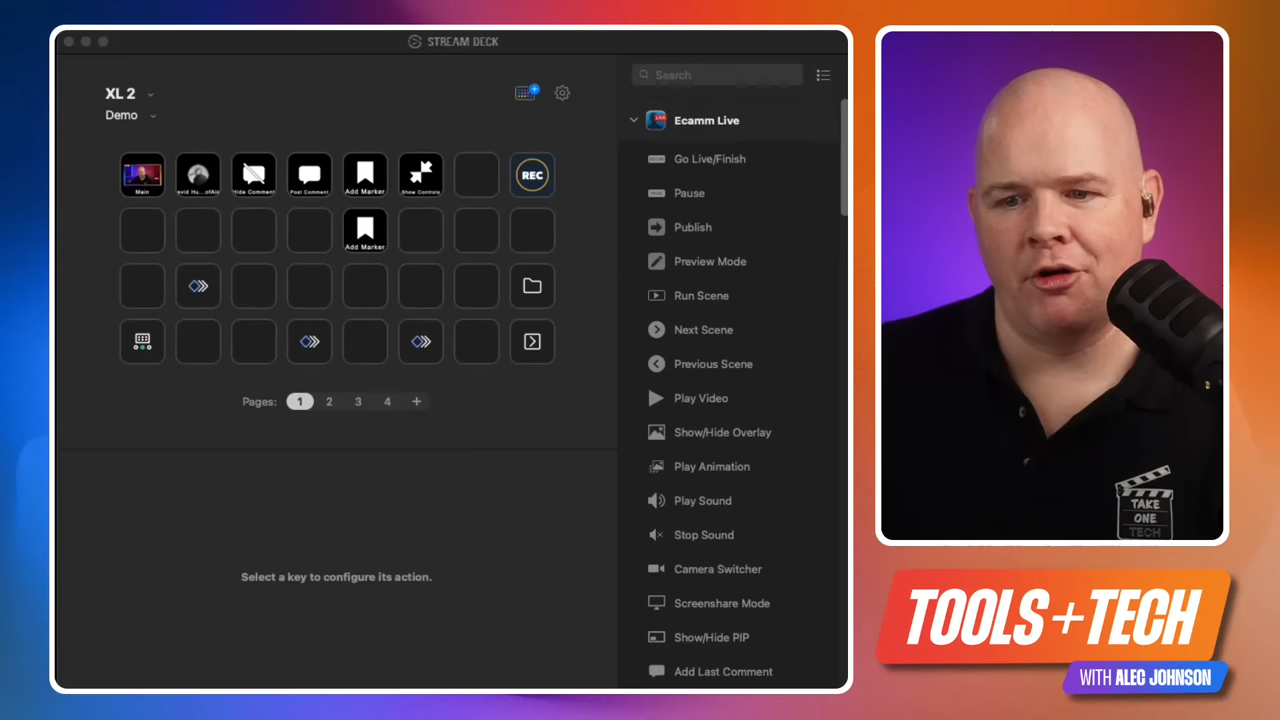 STREAM DECK
XL 2
Demo
Search
Ecamm Live
Main
avid Hu...ofAle
Hide Comment
Post Comment
Add Marker
Show Controls
REC
Add Marker
Pages: 1 2 3 4 +
Select a key to configure its action.
Go Live/Finish
Pause
Publish
Preview Mode
Run Scene
Next Scene
Previous Scene
Play Video
Show/Hide Overlay
Play Animation
Play Sound
Stop Sound
Camera Switcher
Screenshare Mode
Show/Hide PIP
Add Last Comment
TAKE
ONE
TECH
TOOLS+TECH
WITH ALEC JOHNSON